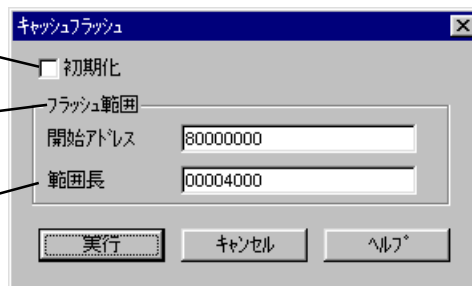 ｷｬｯｼｭﾌﾗｯｼｭ
初期化
ﾌﾗｯｼｭ範囲
開始ｱﾄﾞﾚｽ 80000000
範囲長 00004000
実行 ｷｬﾝｾﾙ ﾍﾙﾌﾟ